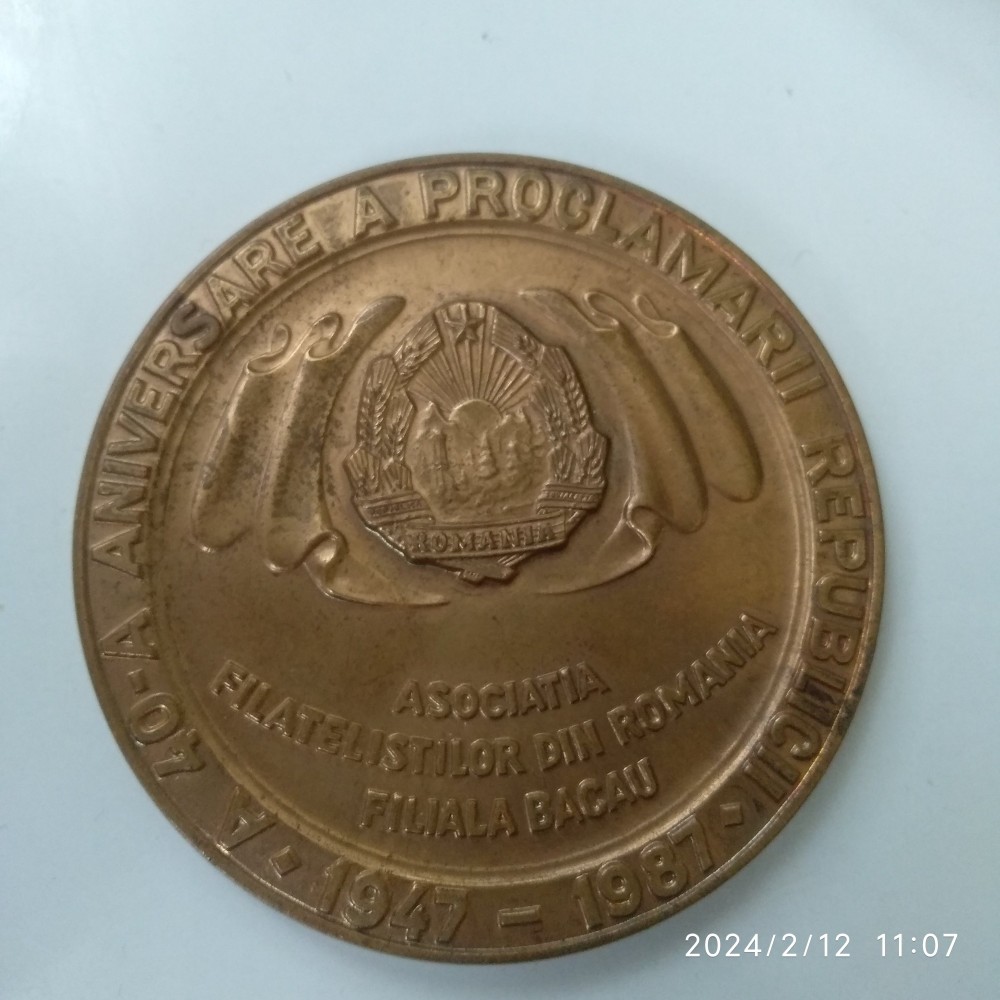 A 40-A ANIVERSARE A PROCLAMARII REPUBLICII
1947 – 1987
ROMANIA
ASOCIATIA
FILATELISTILOR DIN ROMANIA
FILIALA BACAU
2024/2/12 11:07